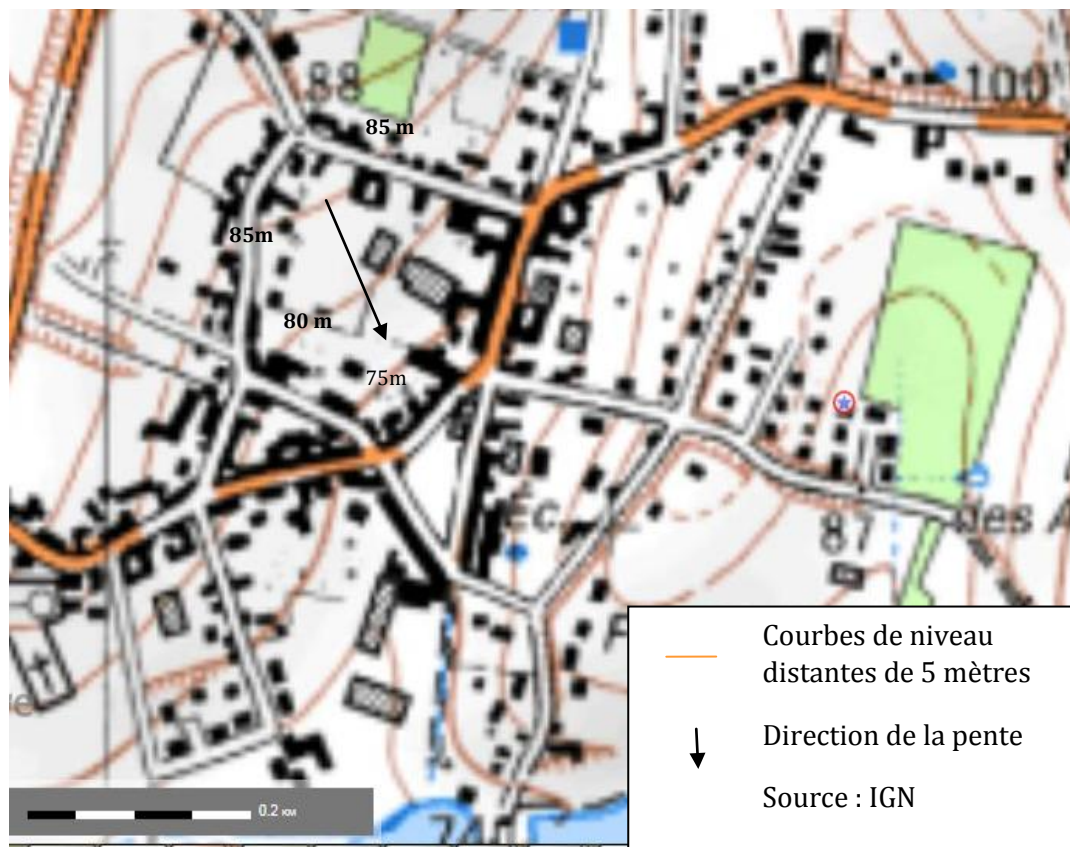 88
100
85 m
85m
80 m
75m
Éc
87
des A
74
0.2 KM
Courbes de niveau
distantes de 5 mètres
Direction de la pente
Source : IGN